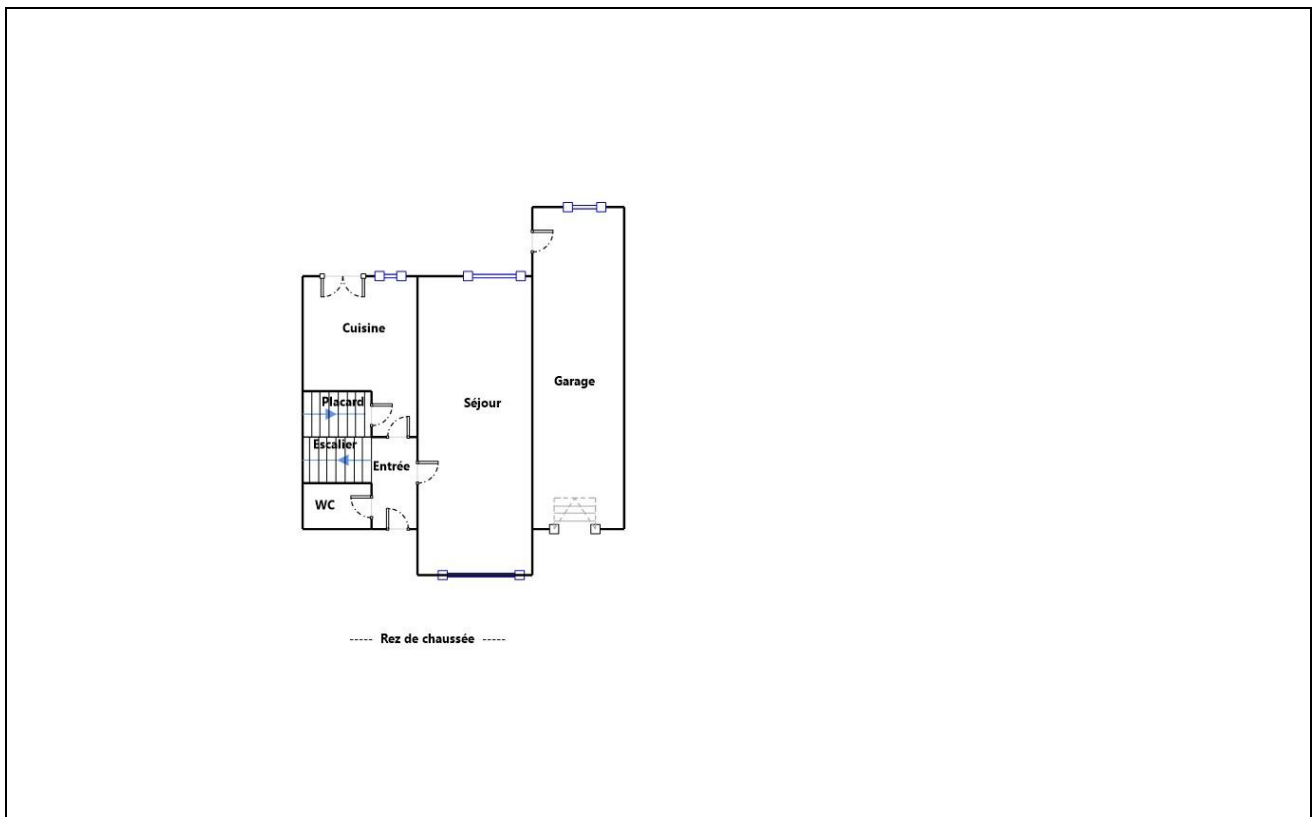 Cuisine
Garage
Placard
Séjour
Escalier
Entrée
WC
----- Rez de chaussée -----